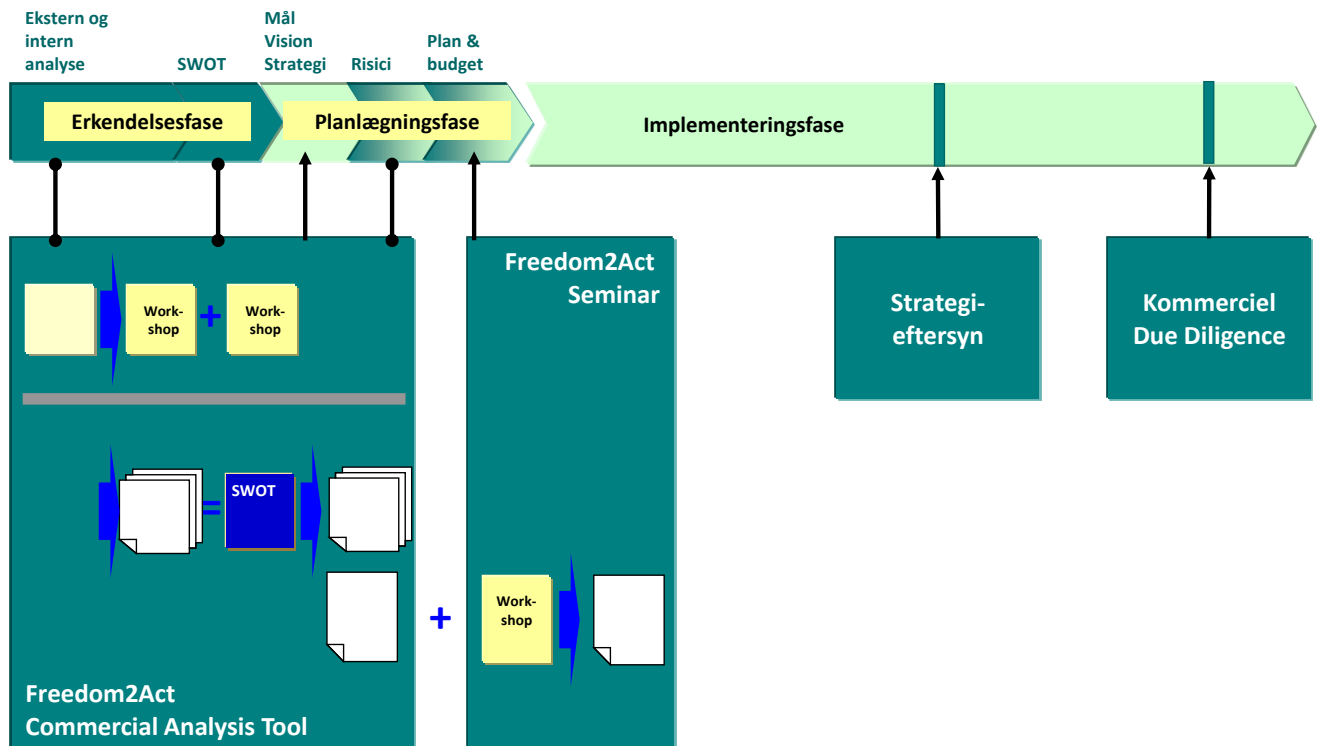 Ekstern og
intern
analyse
SWOT
Mål
Vision
Strategi
Risici
Plan &
budget
Erkendelsesfase
Planlægningsfase
Implementeringsfase
Freedom2Act
Seminar
Work-
shop
+
Work-
shop
Strategi-
eftersyn
Kommerciel
Due Diligence
=
SWOT
+
Work-
shop
Freedom2Act
Commercial Analysis Tool